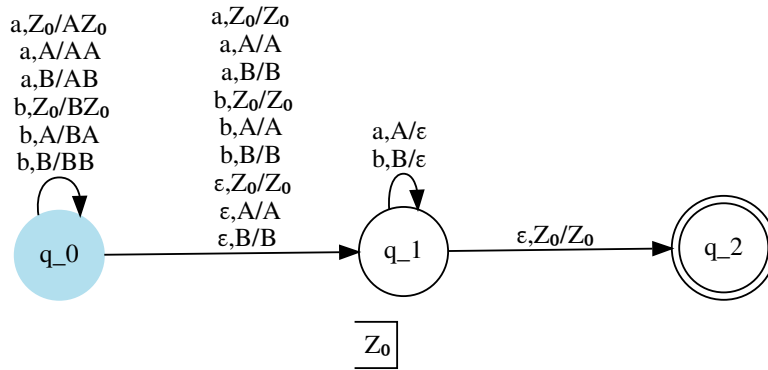 a,Z₀/AZ₀
a,A/AA
a,B/AB
b,Z₀/BZ₀
b,A/BA
b,B/BB
a,Z₀/Z₀
a,A/A
a,B/B
b,Z₀/Z₀
b,A/A
b,B/B
ε,Z₀/Z₀
ε,A/A
ε,B/B
a,A/ε
b,B/ε
ε,Z₀/Z₀
q_0
q_1
q_2
Z₀